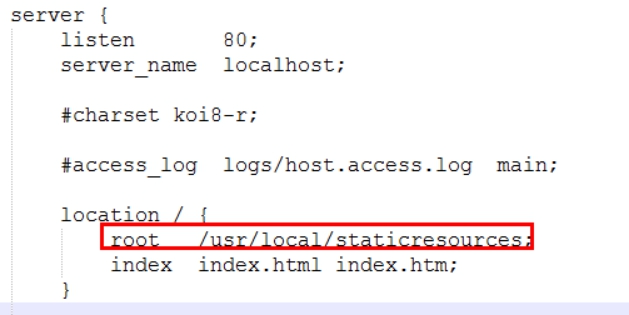 server {
    listen       80;
    server_name  localhost;
    #charset koi8-r;
    #access_log  logs/host.access.log  main;
    location / {
        root   /usr/local/staticresources;
        index  index.html index.htm;
    }